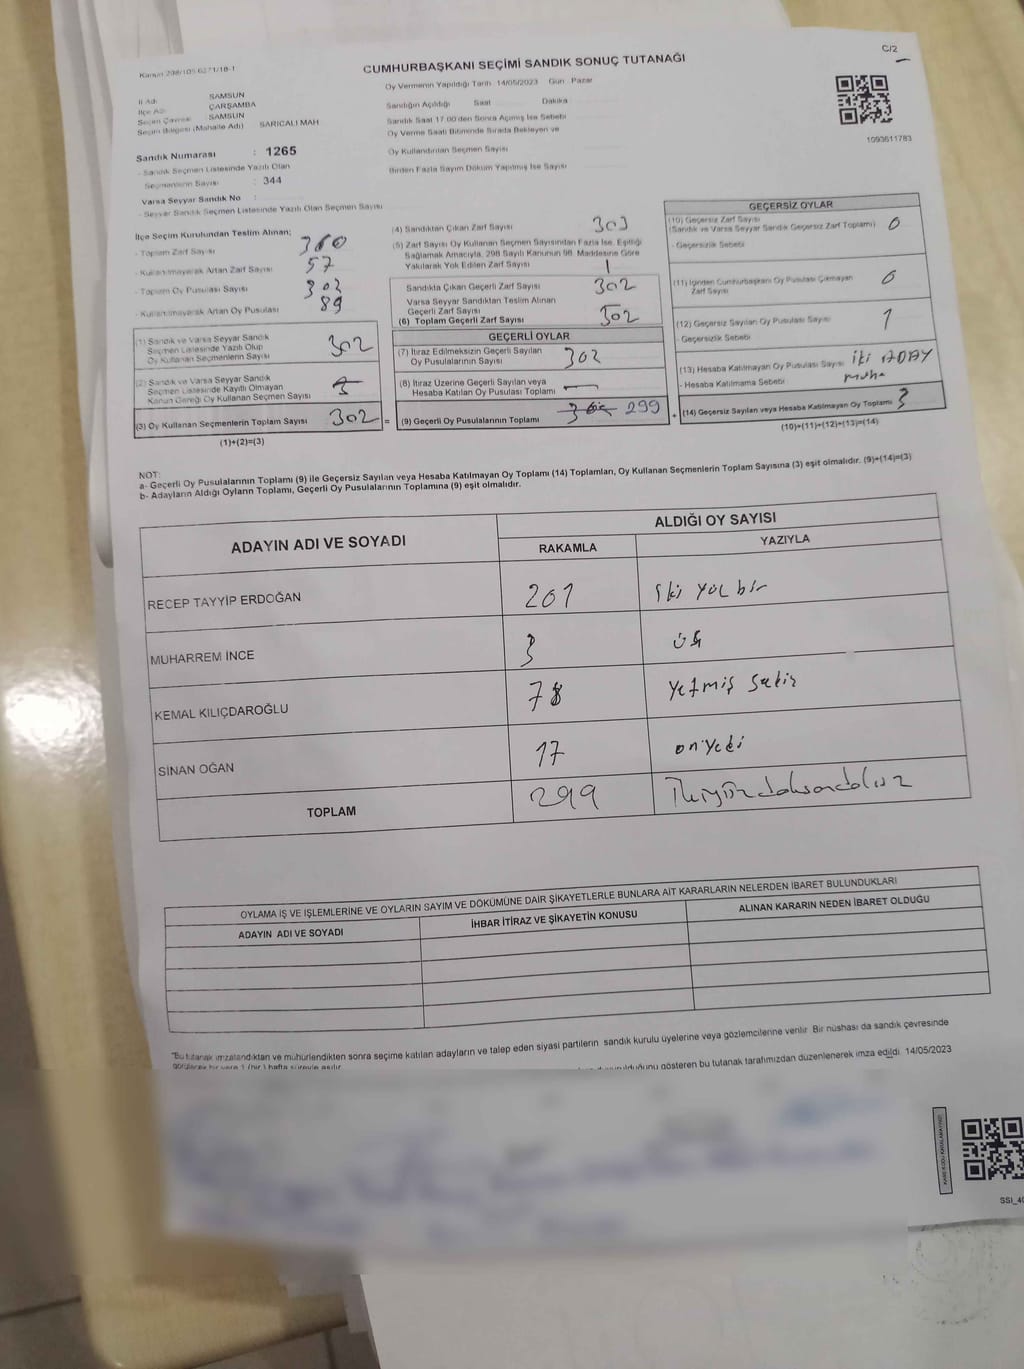 Kanun 298/105 6271/18-1
C/2
CUMHURBAŞKANI SEÇİMİ SANDIK SONUÇ TUTANAĞI
İl Adı : SAMSUN
İlçe Adı : ÇARŞAMBA
Seçim Çevresi : SAMSUN
Seçim Bölgesi (Mahalle Adı) : SARICALI MAH
Sandık Numarası : 1265
- Sandık Seçmen Listesinde Yazılı Olan
Seçmenlerin Sayısı : 344
Varsa Seyyar Sandık No :
- Seyyar Sandık Seçmen Listesinde Yazılı Olan Seçmen Sayısı
Oy Vermenin Yapıldığı Tarih 14/05/2023 Gün Pazar
Sandığın Açıldığı Saat Dakika
Sandık Saat 17.00'den Sonra Açılmış İse Sebebi
Oy Verme Saati Bitiminde Sırada Bekleyen ve
Oy Kullandırılan Seçmen Sayısı
Birden Fazla Sayım Döküm Yapılmış İse Sayısı
1093611783
İlçe Seçim Kurulundan Teslim Alınan;
- Toplam Zarf Sayısı 360
- Kullanılmayarak Artan Zarf Sayısı 57
- Toplam Oy Pusulası Sayısı 303
- Kullanılmayarak Artan Oy Pusulası 89
(1) Sandık ve Varsa Seyyar Sandık
Seçmen Listesinde Yazılı Olup
Oy Kullanan Seçmenlerin Sayısı 302
(2) Sandık ve Varsa Seyyar Sandık
Seçmen Listesinde Kayıtlı Olmayan
Kanun Gereği Oy Kullanan Seçmen Sayısı
(3) Oy Kullanan Seçmenlerin Toplam Sayısı 302 =
(1)+(2)=(3)
(4) Sandıktan Çıkan Zarf Sayısı 303
(5) Zarf Sayısı Oy Kullanan Seçmen Sayısından Fazla İse, Eşitliği
Sağlamak Amacıyla, 298 Sayılı Kanunun 98. Maddesine Göre
Yakılarak Yok Edilen Zarf Sayısı 1
Sandıkta Çıkan Geçerli Zarf Sayısı 302
Varsa Seyyar Sandıktan Teslim Alınan
Geçerli Zarf Sayısı
(6) Toplam Geçerli Zarf Sayısı 302
GEÇERLİ OYLAR
(7) İtiraz Edilmeksizin Geçerli Sayılan
Oy Pusulalarının Sayısı 302
(8) İtiraz Üzerine Geçerli Sayılan veya
Hesaba Katılan Oy Pusulası Toplamı —
(9) Geçerli Oy Pusulalarının Toplamı 299
GEÇERSİZ OYLAR
(10) Geçersiz Zarf Sayısı
(Sandık ve Varsa Seyyar Sandık Geçersiz Zarf Toplamı) 0
- Geçersizlik Sebebi
(11) İçinden Cumhurbaşkanı Oy Pusulası Çıkmayan
Zarf Sayısı 0
(12) Geçersiz Sayılan Oy Pusulası Sayısı 1
- Geçersizlik Sebebi
(13) Hesaba Katılmayan Oy Pusulası Sayısı iki ADAY
- Hesaba Katılmama Sebebi
+ (14) Geçersiz Sayılan veya Hesaba Katılmayan Oy Toplamı 3
(10)+(11)+(12)+(13)=(14)
NOT:
a- Geçerli Oy Pusulalarının Toplamı (9) ile Geçersiz Sayılan veya Hesaba Katılmayan Oy Toplamı (14) Toplamları, Oy Kullanan Seçmenlerin Toplam Sayısına (3) eşit olmalıdır. (9)+(14)=(3)
b- Adayların Aldığı Oyların Toplamı, Geçerli Oy Pusulalarının Toplamına (9) eşit olmalıdır.
ADAYIN ADI VE SOYADI
ALDIĞI OY SAYISI
RAKAMLA YAZIYLA
RECEP TAYYİP ERDOĞAN 201 iki yüz bir
MUHARREM İNCE 3 üç
KEMAL KILIÇDAROĞLU 78 yetmiş sekiz
SİNAN OĞAN 17 onyedi
TOPLAM 299 ikiyüzdoksandokuz
OYLAMA İŞ VE İŞLEMLERİNE VE OYLARIN SAYIM VE DÖKÜMÜNE DAİR ŞİKAYETLERLE BUNLARA AİT KARARLARIN NELERDEN İBARET BULUNDUKLARI
ADAYIN ADI VE SOYADI
İHBAR İTİRAZ VE ŞİKAYETİN KONUSU
ALINAN KARARIN NEDEN İBARET OLDUĞU
"Bu tutanak imzalandıktan ve mühürlendikten sonra seçime katılan adayların ve talep eden siyasi partilerin sandık kurulu üyelerine veya gözlemcilerine verilir. Bir nüshası da sandık çevresinde
görülecek bir yere 1 (bir) hafta süreyle asılır.
gösteren bu tutanak tarafımızdan düzenlenerek imza edildi. 14/05/2023